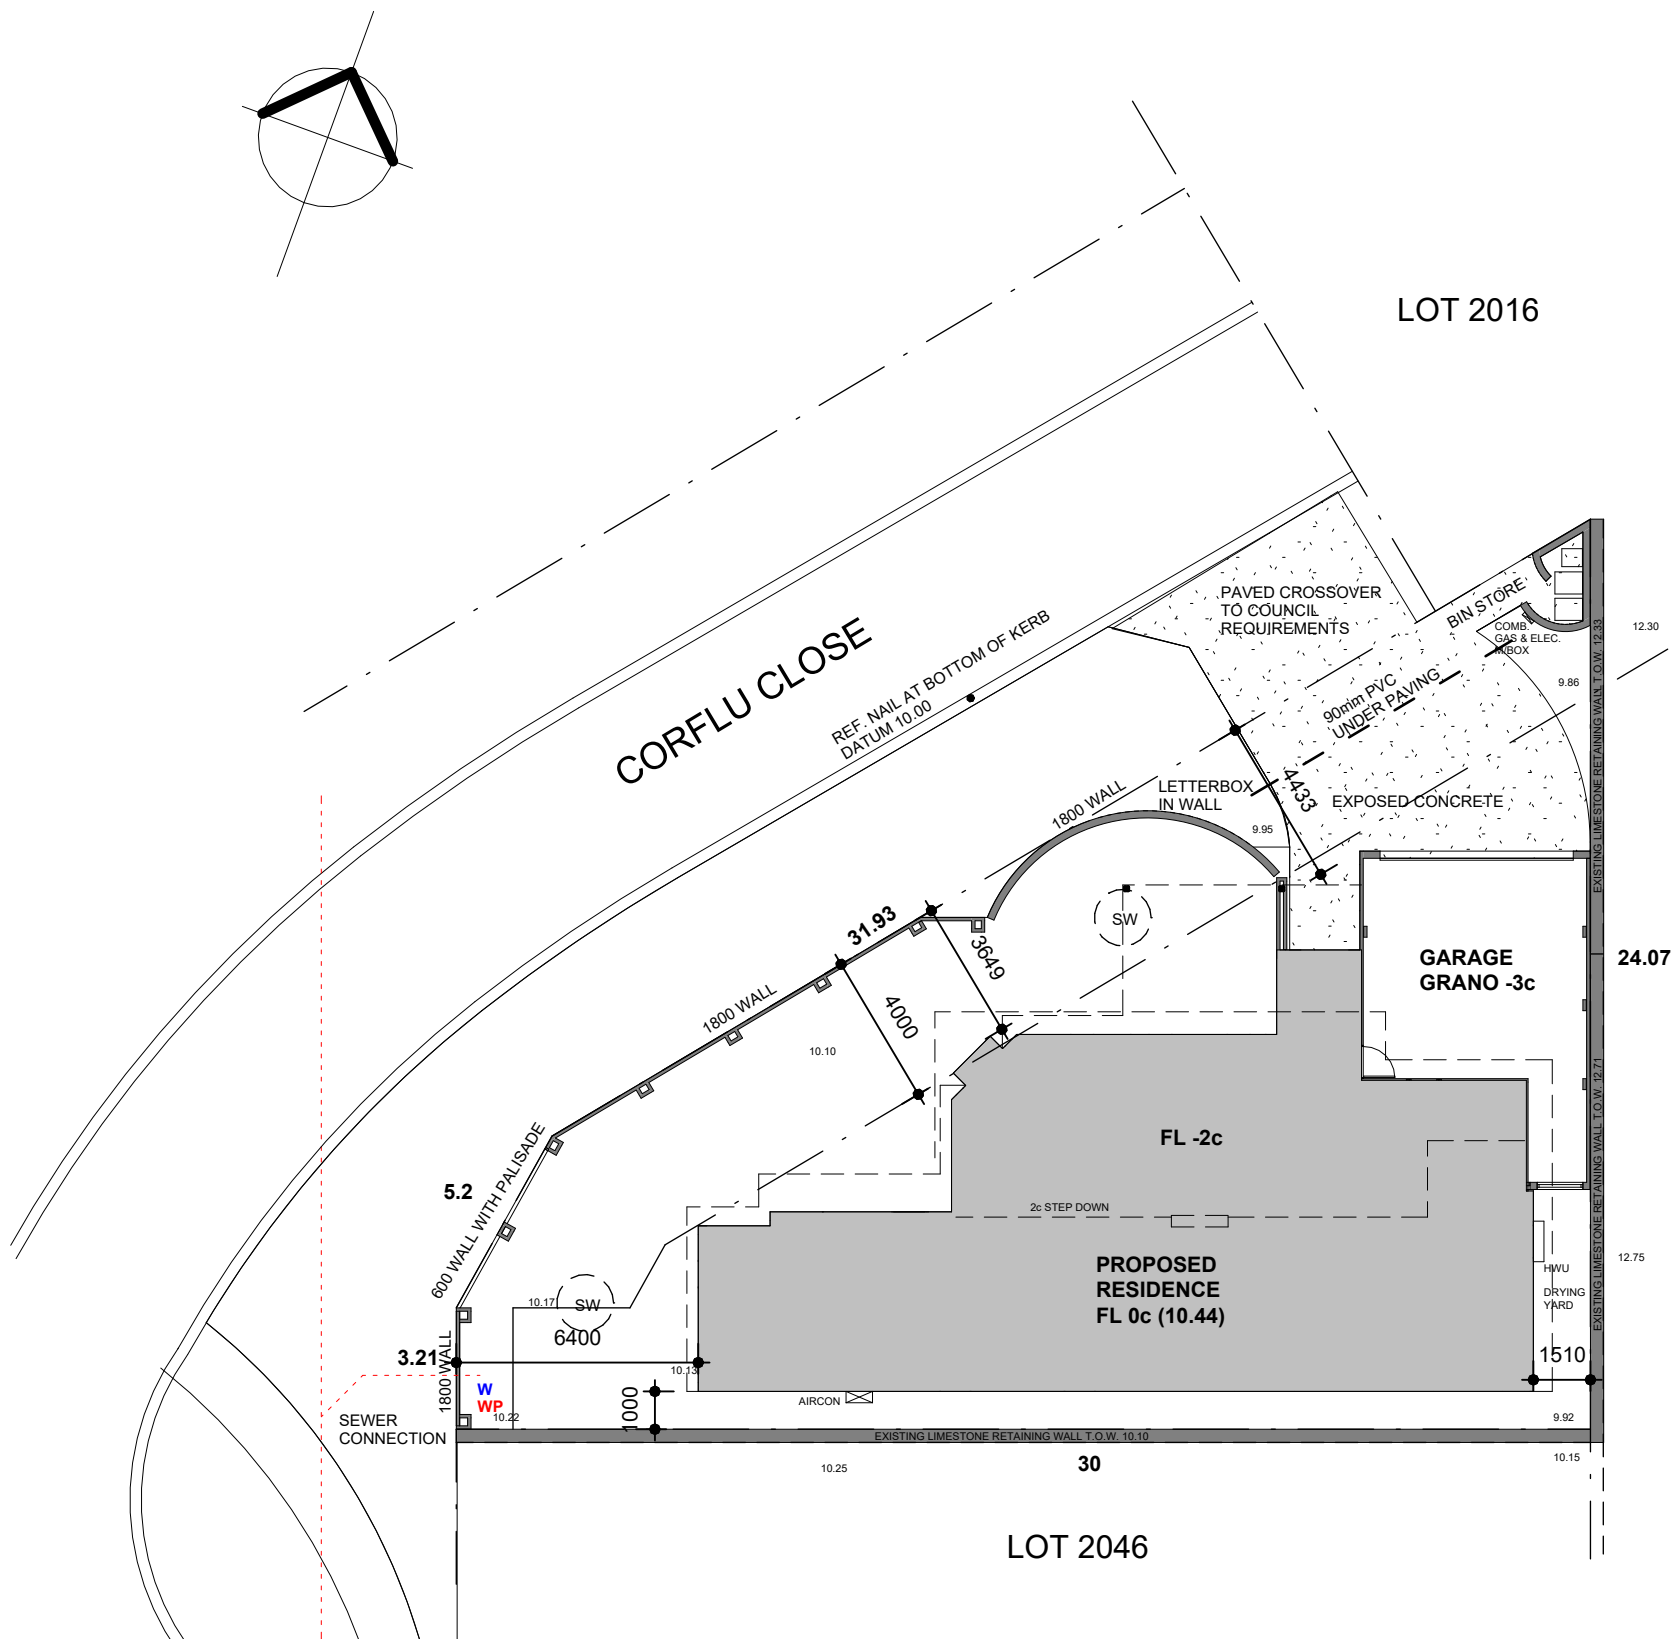 LOT 2016
PAVED CROSSOVER
TO COUNCIL
REQUIREMENTS
BIN STORE
COMB.
GAS & ELEC.
M/BOX
12.30
9.86
CORFLU CLOSE
REF. NAIL AT BOTTOM OF KERB
DATUM 10.00
90mm PVC
UNDER PAVING
EXISTING LIMESTONE RETAINING WALL T.O.W. 12.33
1800 WALL
LETTERBOX
IN WALL
4433
EXPOSED CONCRETE
9.95
31.93
SW
3649
GARAGE
GRANO -3c
24.07
1800 WALL
4000
10.10
FL -2c
EXISTING LIMESTONE RETAINING WALL T.O.W. 12.71
600 WALL WITH PALISADE
5.2
2c STEP DOWN
PROPOSED
RESIDENCE
FL 0c (10.44)
12.75
HWU
DRYING
YARD
10.17
SW
6400
3.21
1800 WALL
10.13
1510
W
WP
10.22
1000
AIRCON
9.92
SEWER
CONNECTION
EXISTING LIMESTONE RETAINING WALL T.O.W. 10.10
10.25
30
10.15
LOT 2046